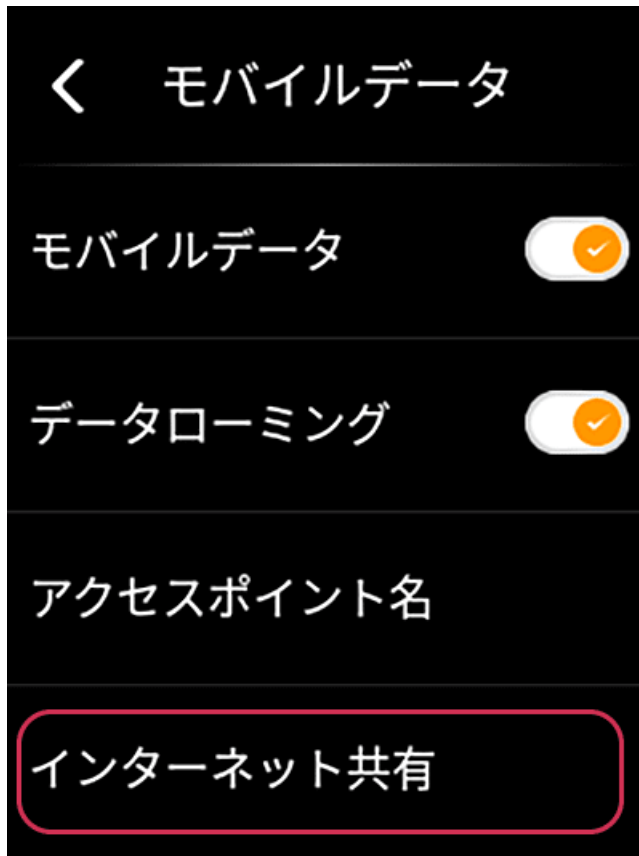 モバイルデータ
モバイルデータ
データローミング
アクセスポイント名
インターネット共有